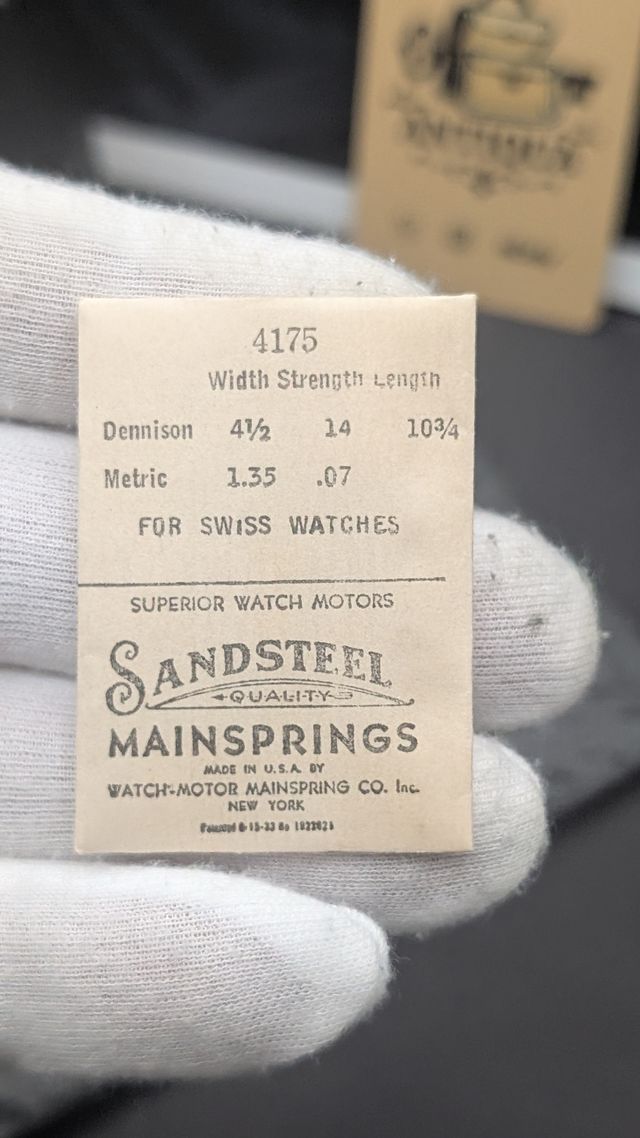 4175
Width Strength Length
Dennison 4½ 14 10¾
Metric 1.35 .07
FOR SWISS WATCHES
SUPERIOR WATCH MOTORS
SANDSTEEL
QUALITY
MAINSPRINGS
MADE IN U.S.A. BY
WATCH-MOTOR MAINSPRING CO. Inc.
NEW YORK